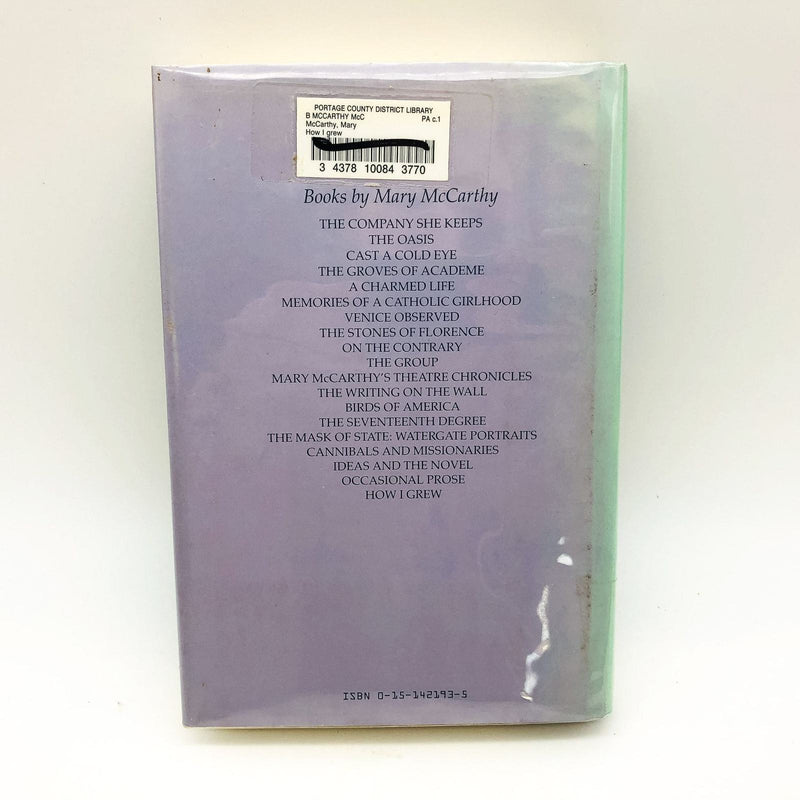 PORTAGE COUNTY DISTRICT LIBRARY
B MCCARTHY McC PA c.1
McCarthy, Mary
How I grew
3 4378 10084 3770
Books by Mary McCarthy
THE COMPANY SHE KEEPS
THE OASIS
CAST A COLD EYE
THE GROVES OF ACADEME
A CHARMED LIFE
MEMORIES OF A CATHOLIC GIRLHOOD
VENICE OBSERVED
THE STONES OF FLORENCE
ON THE CONTRARY
THE GROUP
MARY McCARTHY'S THEATRE CHRONICLES
THE WRITING ON THE WALL
BIRDS OF AMERICA
THE SEVENTEENTH DEGREE
THE MASK OF STATE: WATERGATE PORTRAITS
CANNIBALS AND MISSIONARIES
IDEAS AND THE NOVEL
OCCASIONAL PROSE
HOW I GREW
ISBN 0-15-142193-5